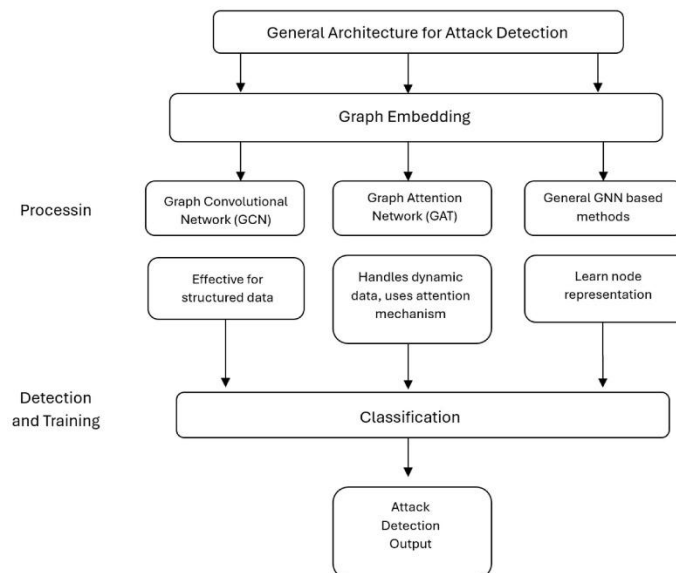 General Architecture for Attack Detection
Graph Embedding
Processin
Graph Convolutional
Network (GCN)
Graph Attention
Network (GAT)
General GNN based
methods
Effective for
structured data
Handles dynamic
data, uses attention
mechanism
Learn node
representation
Detection
and Training
Classification
Attack
Detection
Output